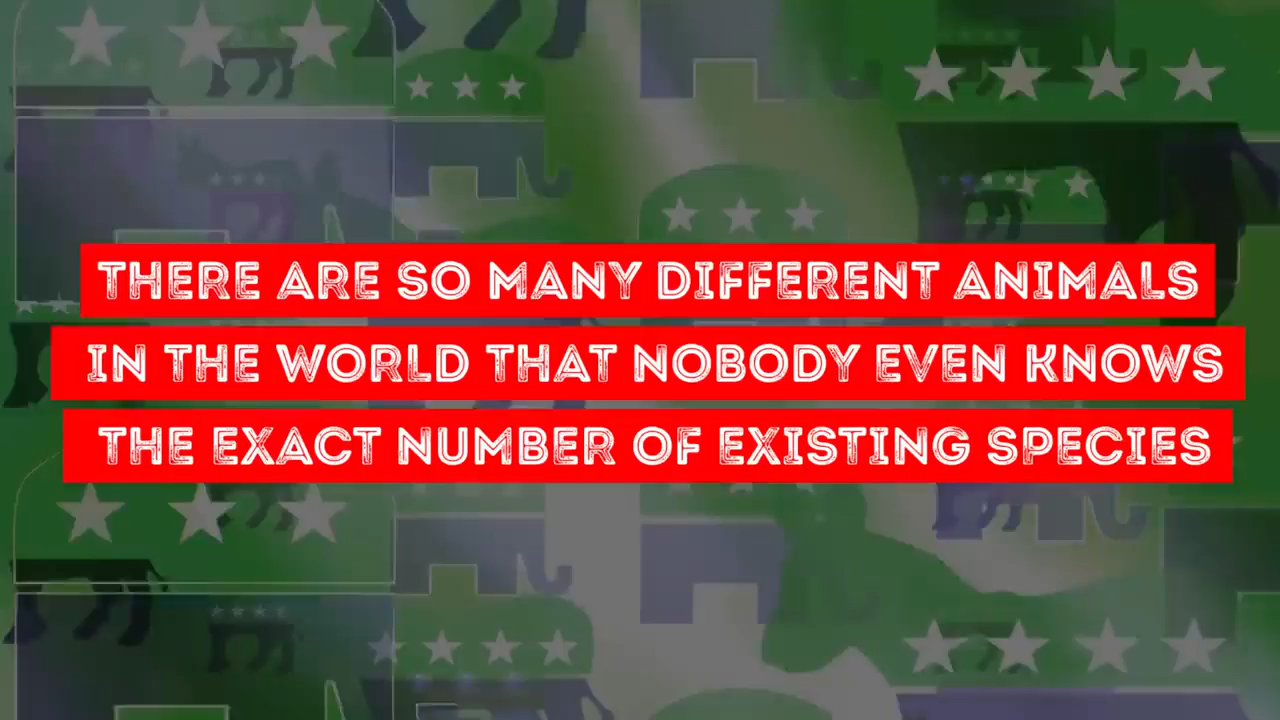 THERE ARE SO MANY DIFFERENT ANIMALS
IN THE WORLD THAT NOBODY EVEN KNOWS
THE EXACT NUMBER OF EXISTING SPECIES